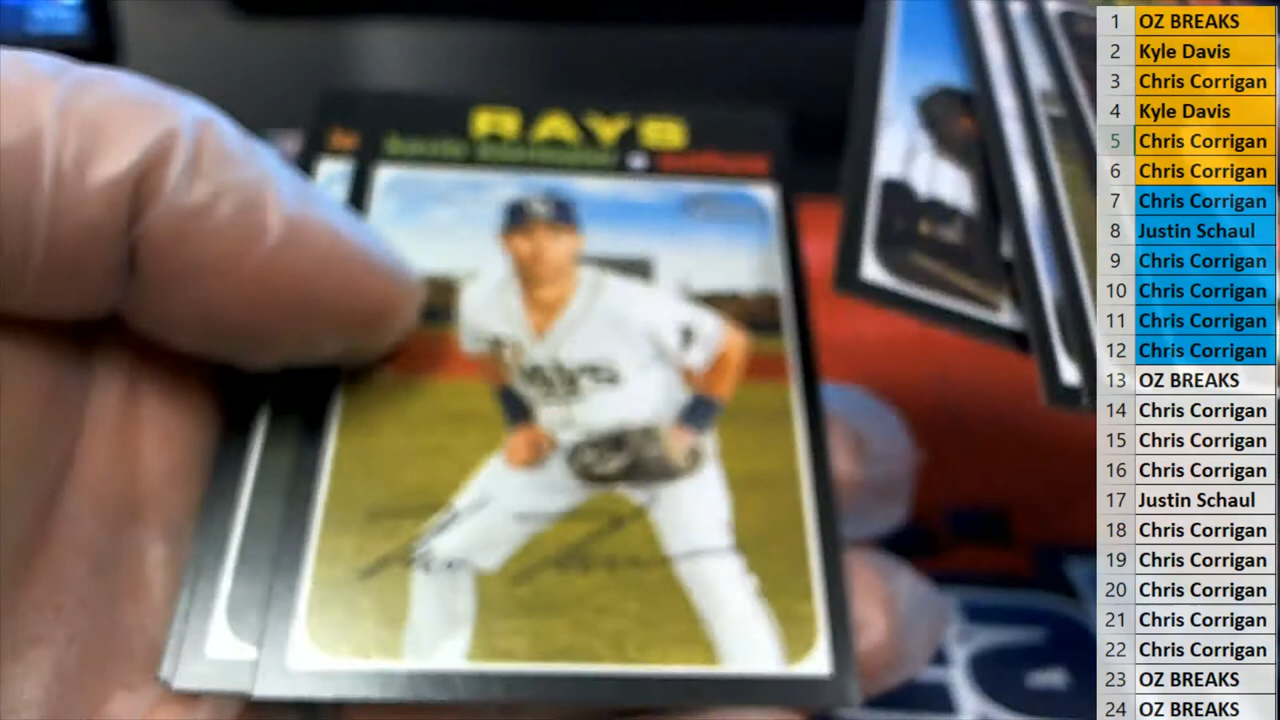 RAYS
Rays
1 OZ BREAKS
2 Kyle Davis
3 Chris Corrigan
4 Kyle Davis
5 Chris Corrigan
6 Chris Corrigan
7 Chris Corrigan
8 Justin Schaul
9 Chris Corrigan
10 Chris Corrigan
11 Chris Corrigan
12 Chris Corrigan
13 OZ BREAKS
14 Chris Corrigan
15 Chris Corrigan
16 Chris Corrigan
17 Justin Schaul
18 Chris Corrigan
19 Chris Corrigan
20 Chris Corrigan
21 Chris Corrigan
22 Chris Corrigan
23 OZ BREAKS
24 OZ BREAKS